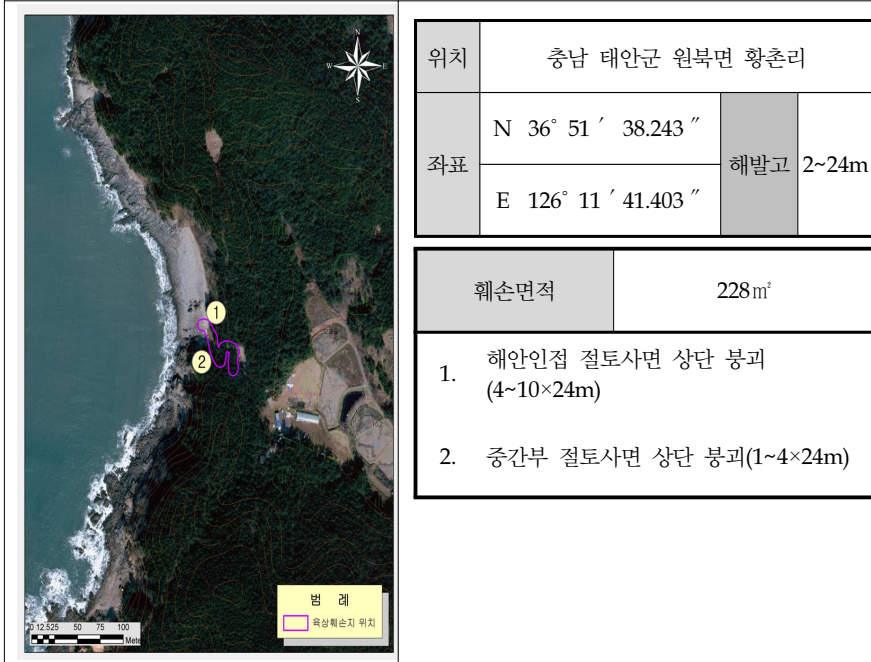 N
W
E
S
1
2
범 례
육상훼손지 위치
0 12.525 50 75 100
Meters
위치 충남 태안군 원북면 황촌리
좌표 N 36° 51 ′ 38.243 ″
E 126° 11 ′ 41.403 ″
해발고 2~24m
훼손면적 228㎡
1. 해안인접 절토사면 상단 붕괴
(4~10×24m)
2. 중간부 절토사면 상단 붕괴(1~4×24m)